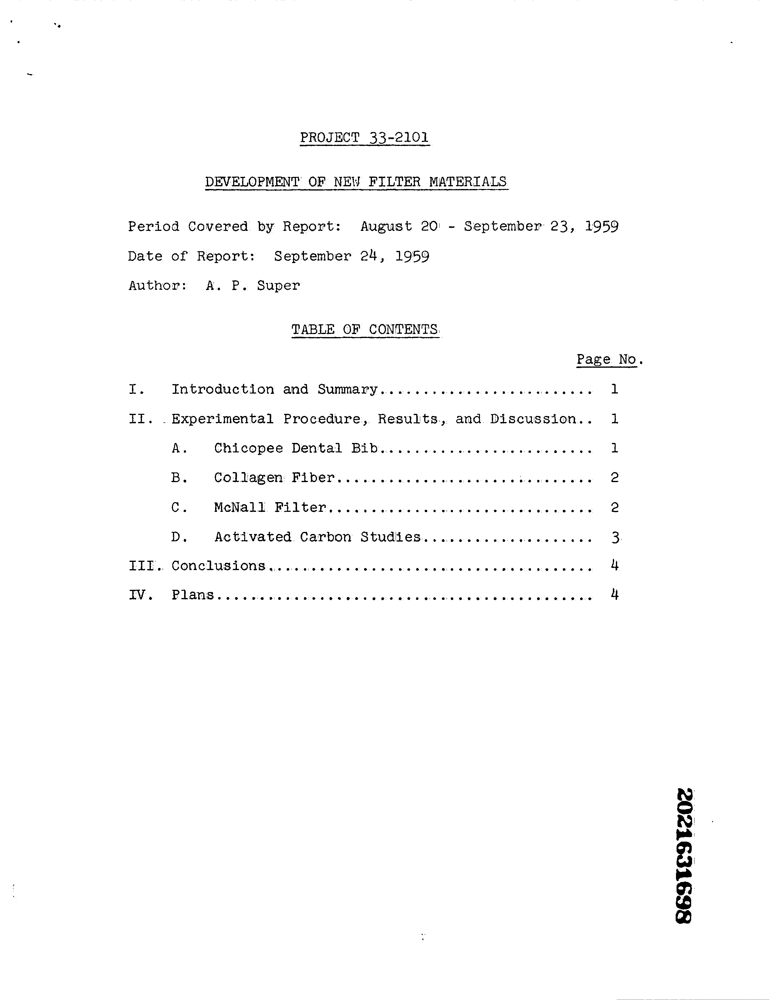 PROJECT 33-2101
DEVELOPMENT OF NEW FILTER MATERIALS
Period Covered by Report: August 20 - September 23, 1959
Date of Report: September 24, 1959
Author: A. P. Super
TABLE OF CONTENTS
Page No.
I. Introduction and Summary......................... 1
II. Experimental Procedure, Results, and Discussion.. 1
A. Chicopee Dental Bib......................... 1
B. Collagen Fiber.............................. 2
C. McNall Filter............................... 2
D. Activated Carbon Studies.................... 3
III. Conclusions...................................... 4
IV. Plans............................................ 4
2021631698